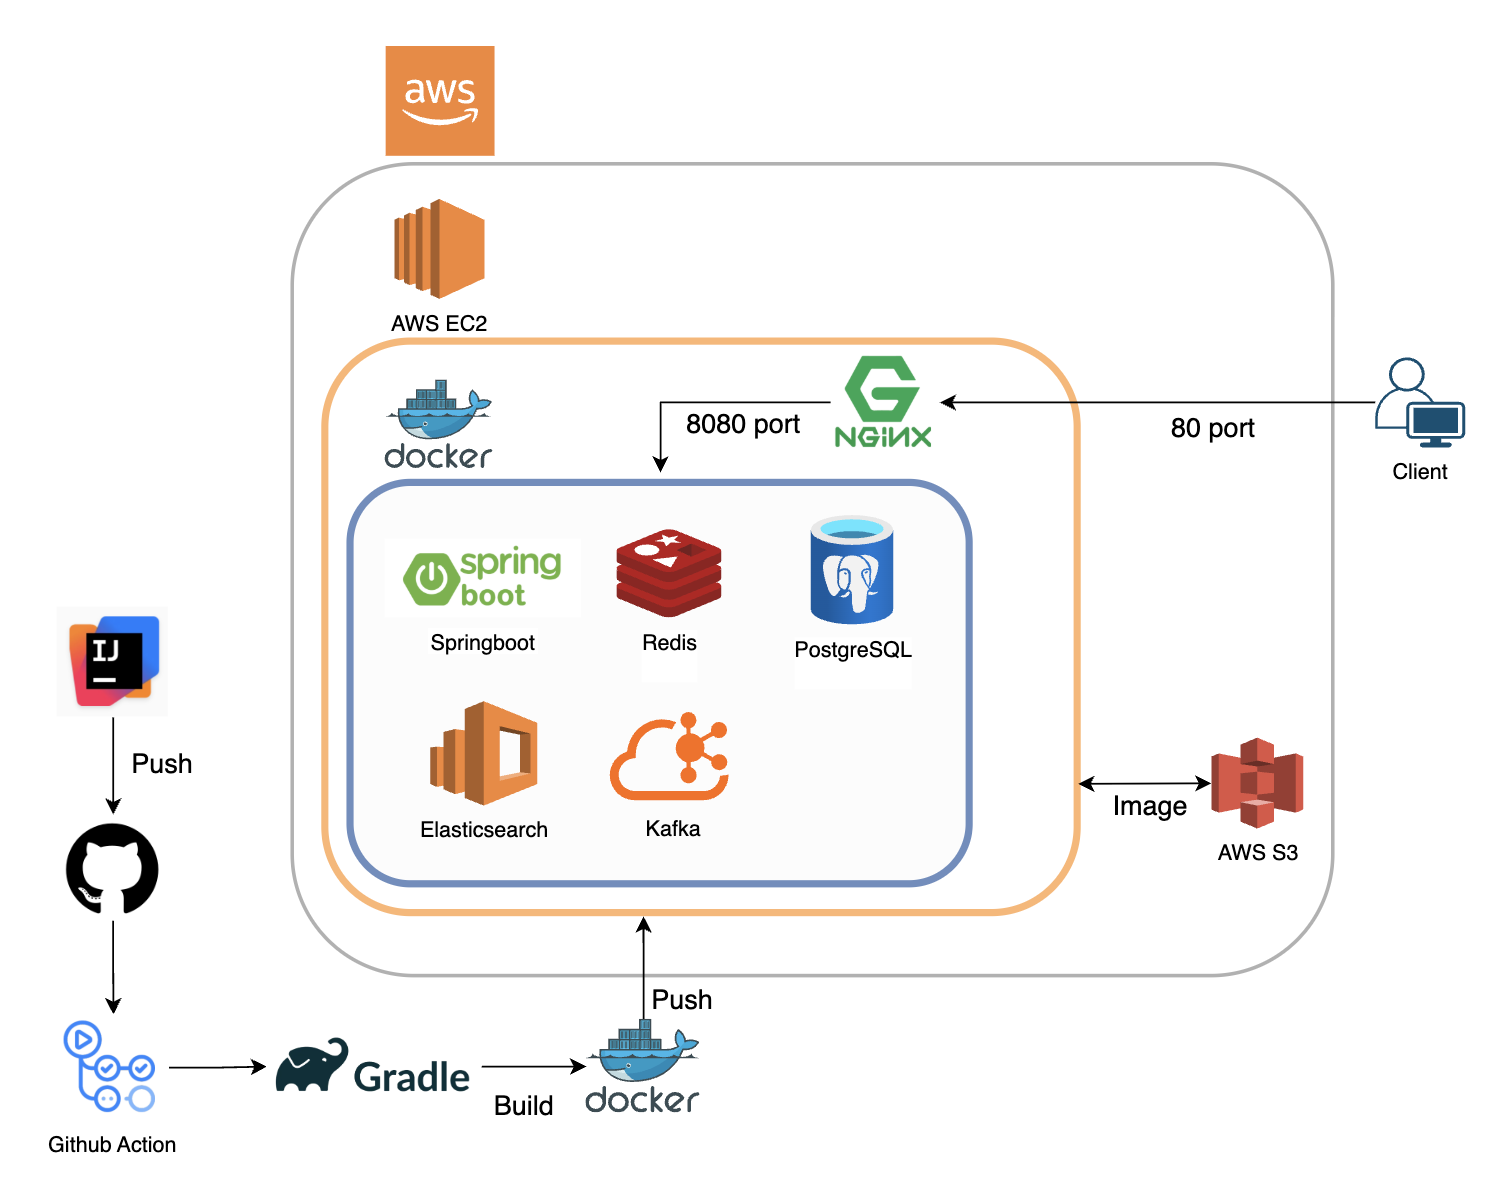 aws
AWS EC2
docker
8080 port
NGINX
80 port
Client
spring
boot
Springboot
Redis
PostgreSQL
IJ
Push
Elasticsearch
Kafka
Image
AWS S3
Push
Gradle
Build
docker
Github Action